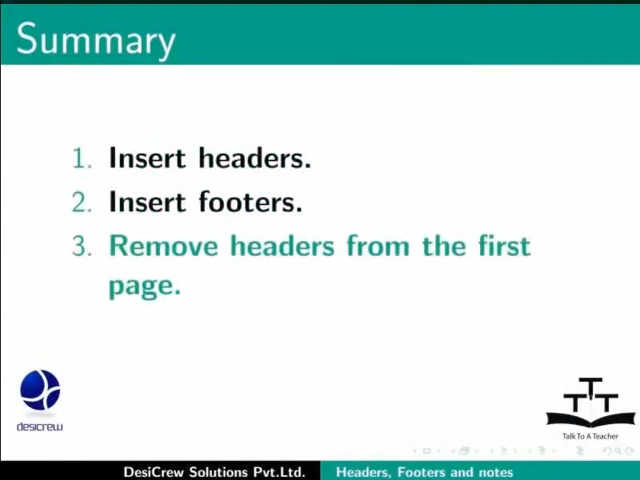 Summary
1. Insert headers.
2. Insert footers.
3. Remove headers from the first
page.
desicrew
TTT
Talk To A Teacher
DesiCrew Solutions Pvt.Ltd. Headers, Footers and notes